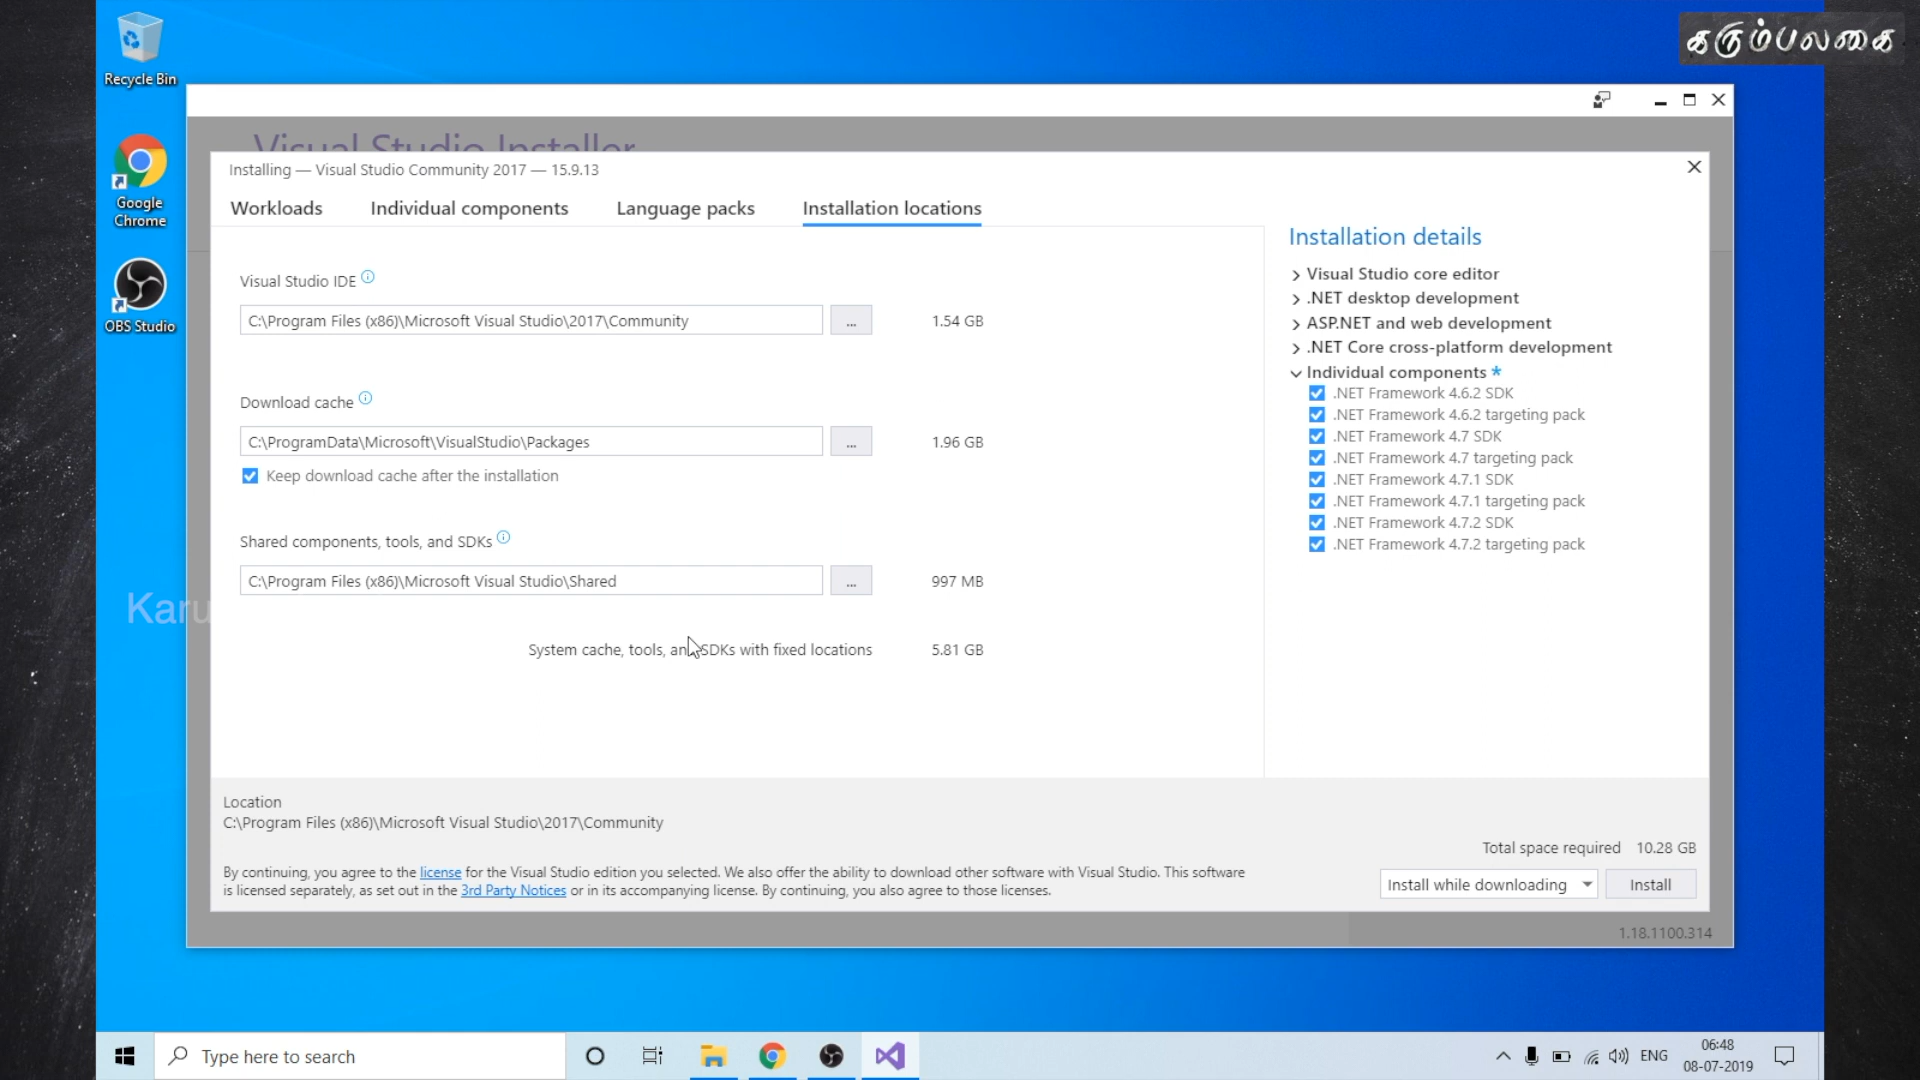 கரும்பலகை
Recycle Bin
Google
Chrome
OBS Studio
Karu
Visual Studio Installer
Installing — Visual Studio Community 2017 — 15.9.13
Workloads Individual components Language packs Installation locations
Visual Studio IDE
C:\Program Files (x86)\Microsoft Visual Studio\2017\Community ... 1.54 GB
Download cache
C:\ProgramData\Microsoft\VisualStudio\Packages ... 1.96 GB
Keep download cache after the installation
Shared components, tools, and SDKs
C:\Program Files (x86)\Microsoft Visual Studio\Shared ... 997 MB
System cache, tools, and SDKs with fixed locations 5.81 GB
Installation details
Visual Studio core editor
.NET desktop development
ASP.NET and web development
.NET Core cross-platform development
Individual components *
.NET Framework 4.6.2 SDK
.NET Framework 4.6.2 targeting pack
.NET Framework 4.7 SDK
.NET Framework 4.7 targeting pack
.NET Framework 4.7.1 SDK
.NET Framework 4.7.1 targeting pack
.NET Framework 4.7.2 SDK
.NET Framework 4.7.2 targeting pack
Location
C:\Program Files (x86)\Microsoft Visual Studio\2017\Community
Total space required 10.28 GB
By continuing, you agree to the license for the Visual Studio edition you selected. We also offer the ability to download other software with Visual Studio. This software
is licensed separately, as set out in the 3rd Party Notices or in its accompanying license. By continuing, you also agree to those licenses.
Install while downloading Install
1.18.1100.314
Type here to search
ENG
06:48
08-07-2019